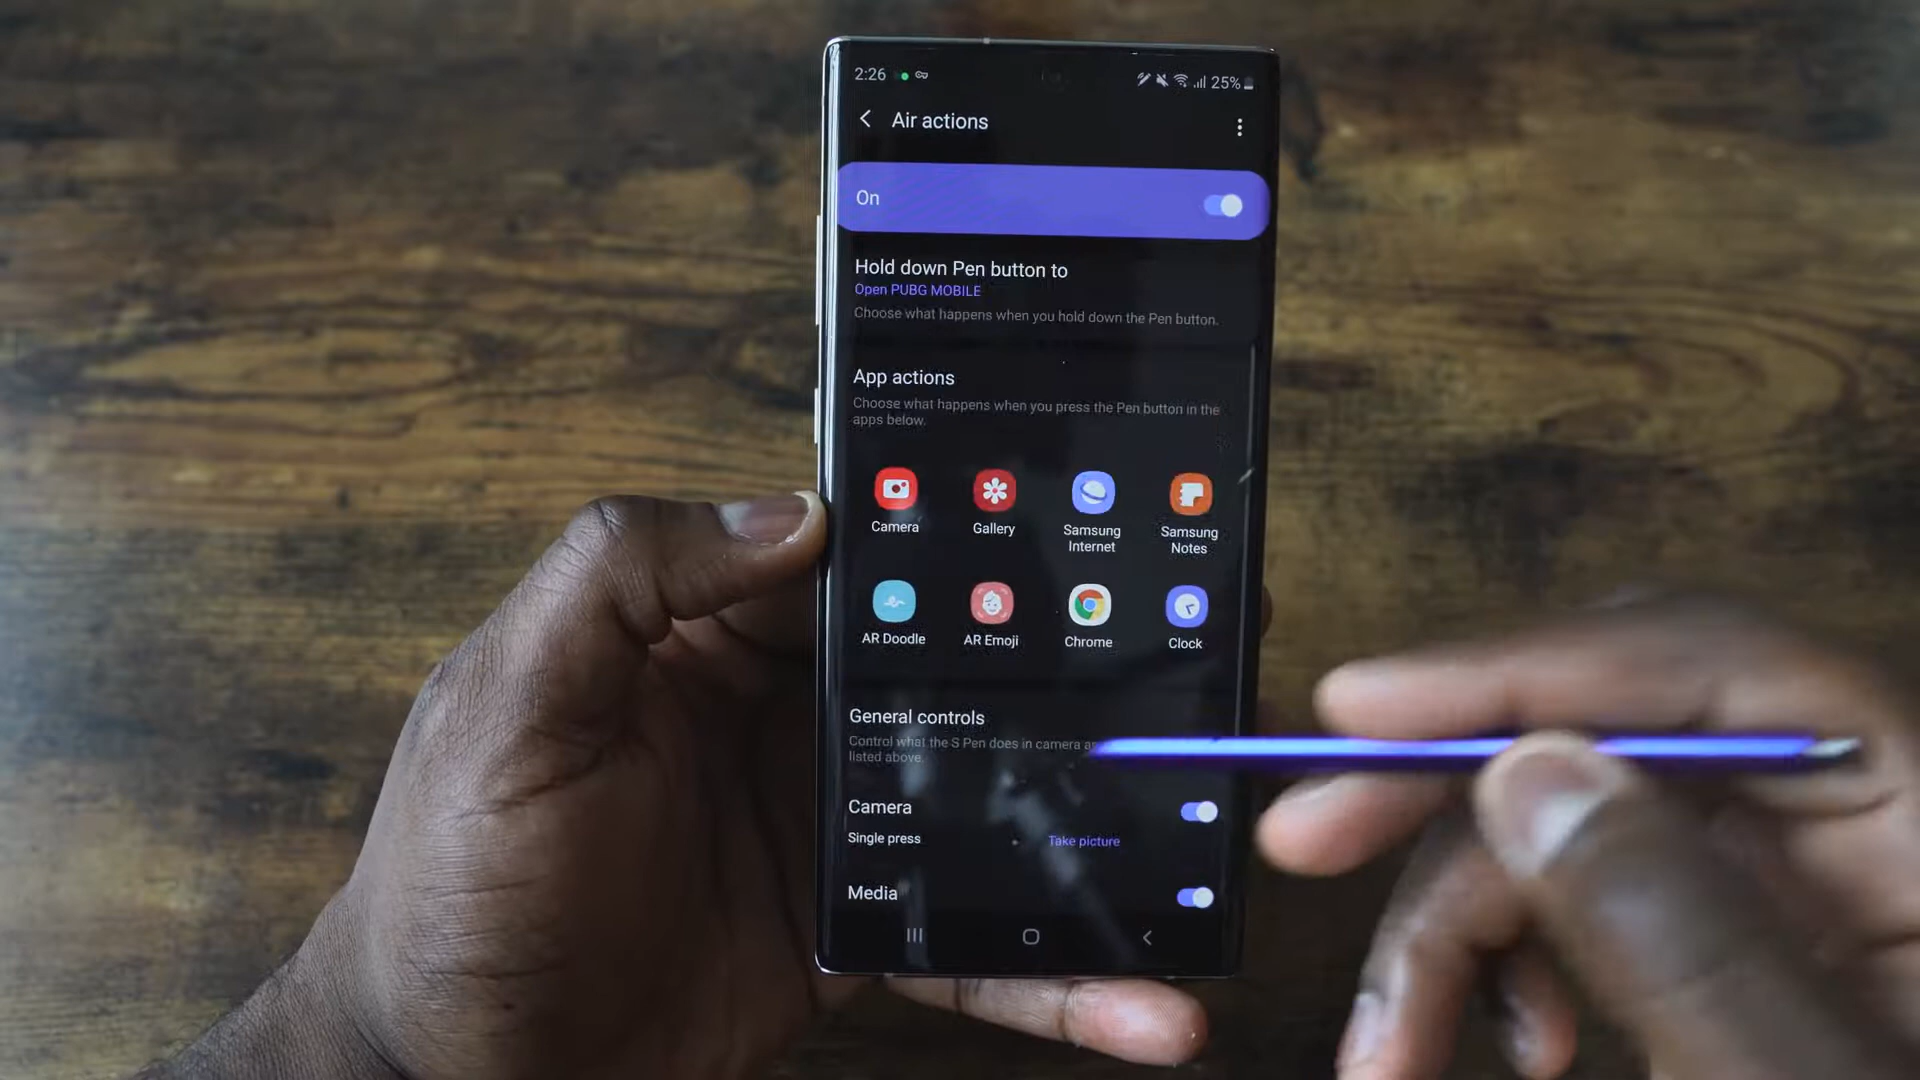 2:26
25%
Air actions
On
Hold down Pen button to
Open PUBG MOBILE
Choose what happens when you hold down the Pen button.
App actions
Choose what happens when you press the Pen button in the
apps below.
Camera
Gallery
Samsung
Internet
Samsung
Notes
AR Doodle
AR Emoji
Chrome
Clock
General controls
Control what the S Pen does in camera
listed above.
Camera
Single press
Take picture
Media